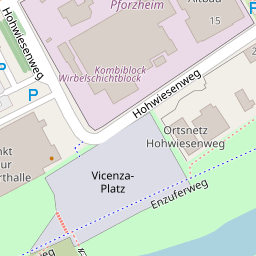 Pforzheim
Altbau
15
Hohwiesenweg
P
Kombiblock
Wirbelschichtblock
Hohwiesenweg
P
P
Ortsnetz
Hohwiesenweg
Vicenza-
Platz
Enzuferweg